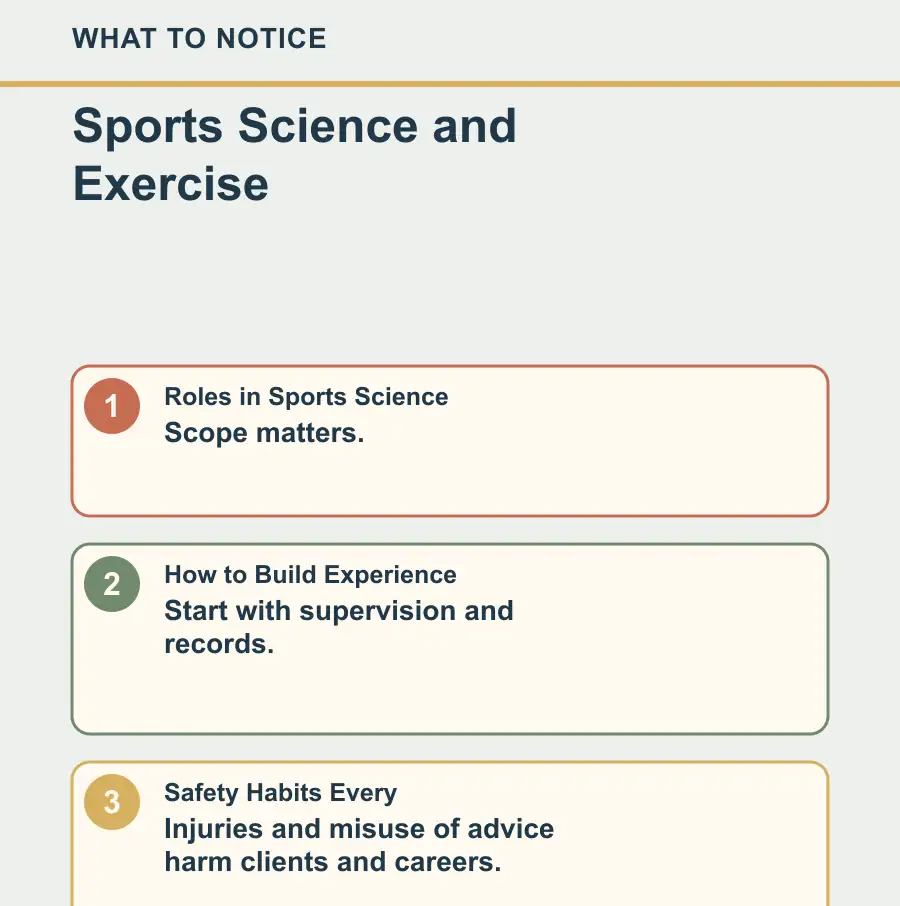 WHAT TO NOTICE
Sports Science and
Exercise
1
Roles in Sports Science
Scope matters.
2
How to Build Experience
Start with supervision and
records.
3
Safety Habits Every
Injuries and misuse of advice
harm clients and careers.